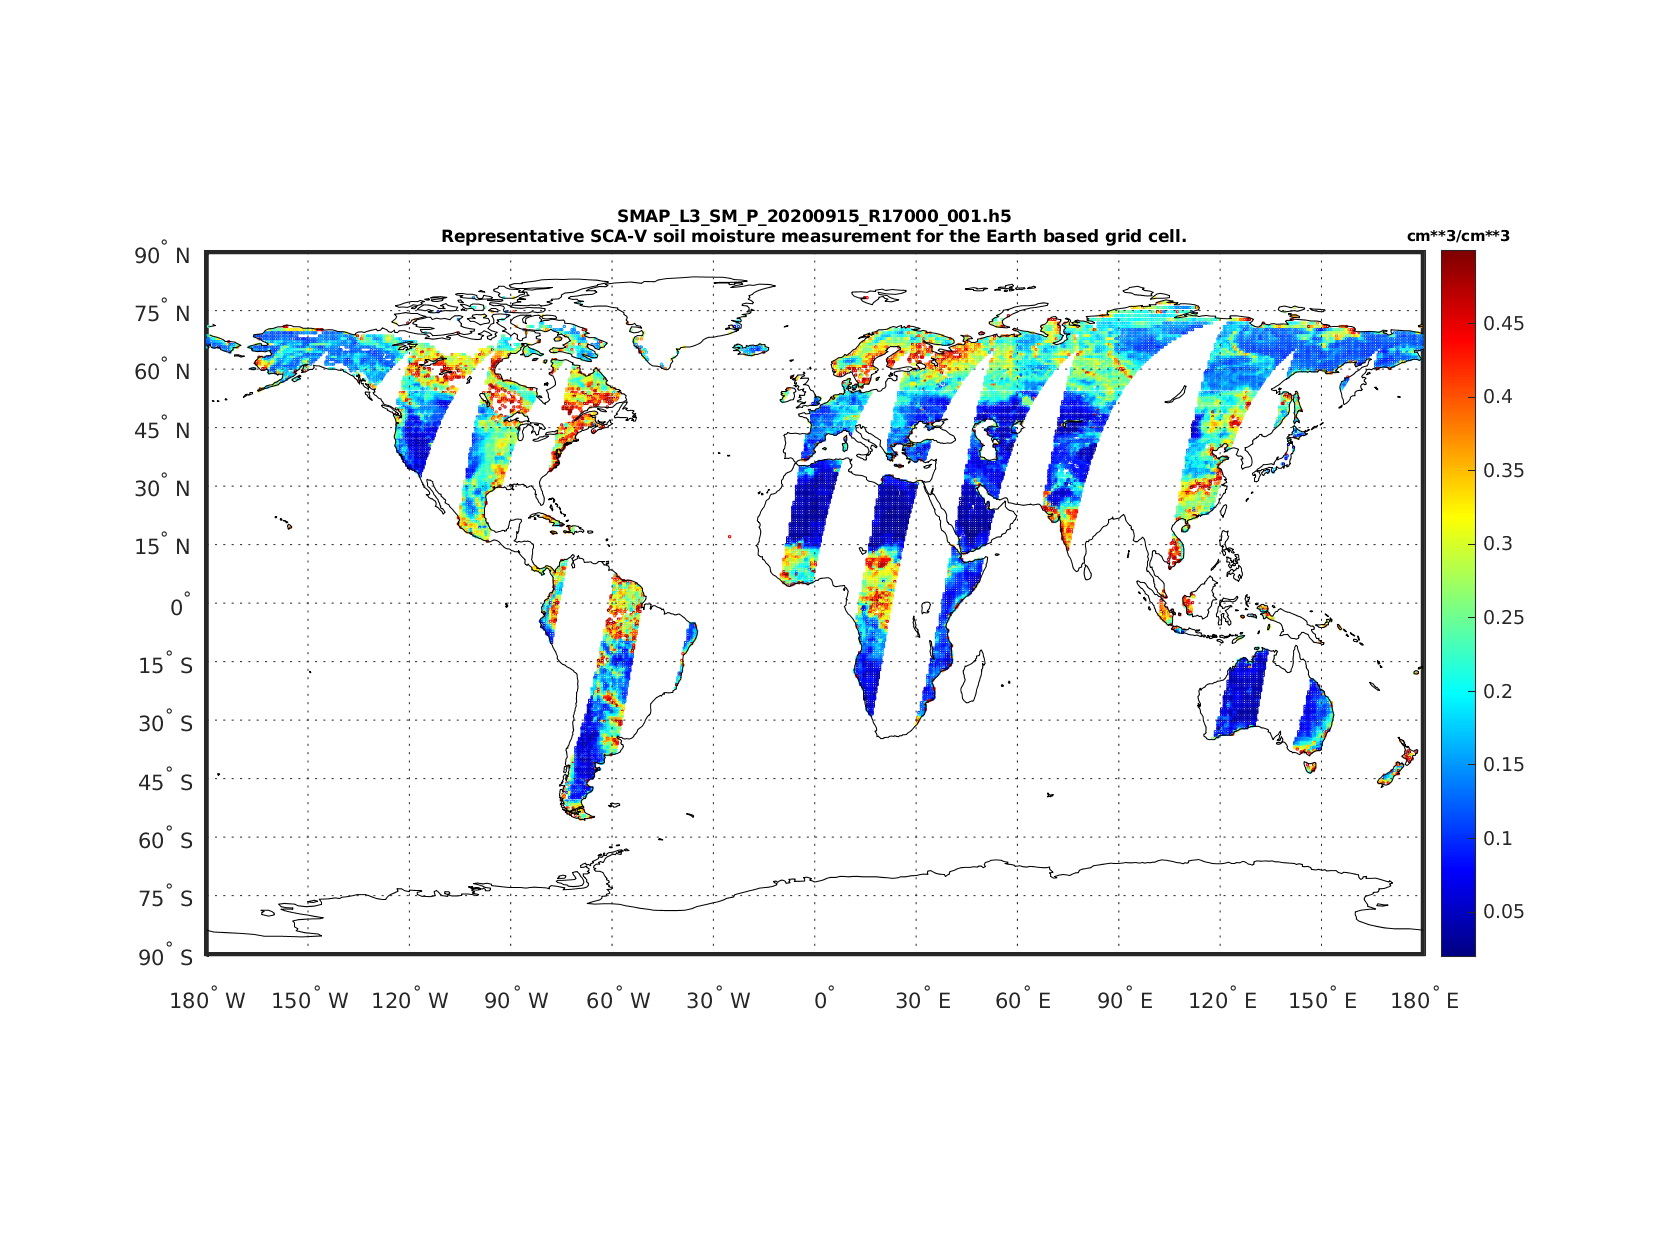 SMAP_L3_SM_P_20200915_R17000_001.h5
Representative SCA-V soil moisture measurement for the Earth based grid cell.
cm**3/cm**3
90° N
75° N
60° N
45° N
30° N
15° N
0°
15° S
30° S
45° S
60° S
75° S
90° S
180° W 150° W 120° W 90° W 60° W 30° W 0° 30° E 60° E 90° E 120° E 150° E 180° E
0.45
0.4
0.35
0.3
0.25
0.2
0.15
0.1
0.05